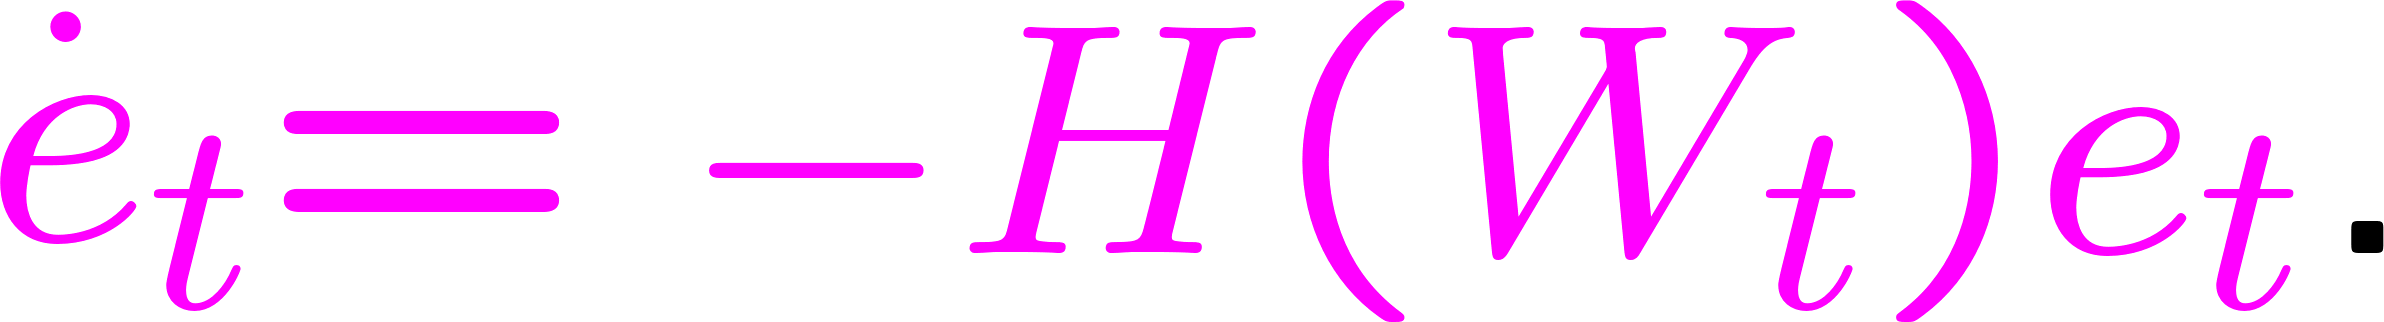 ė_t = −H(W_t)e_t.